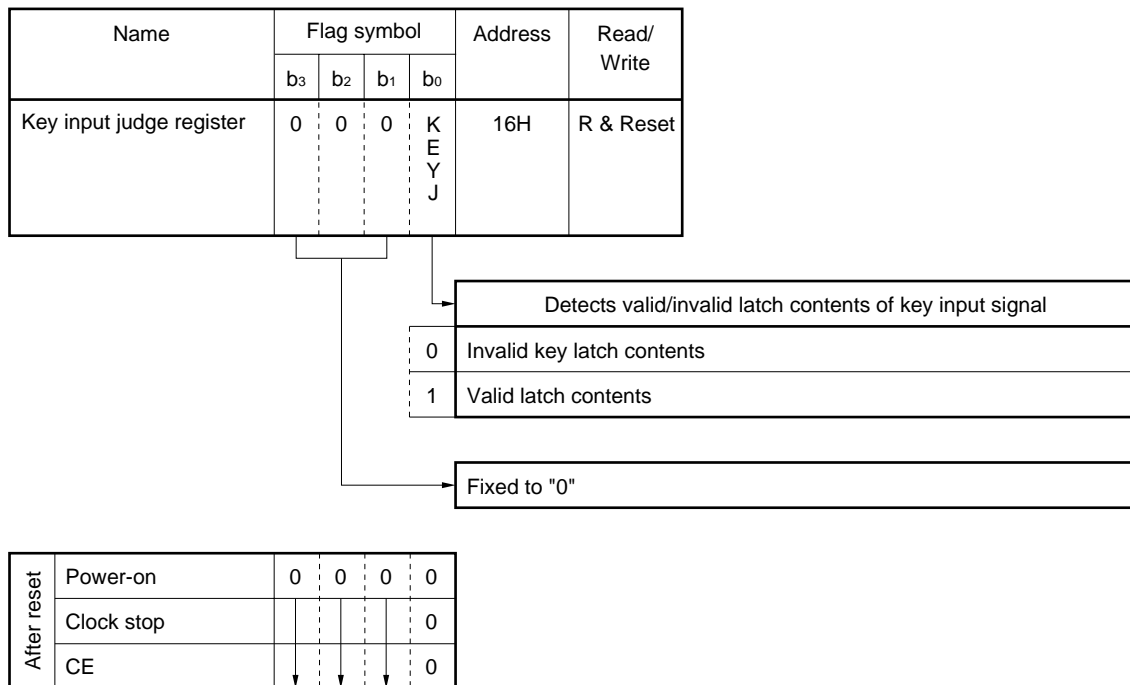 Name Flag symbol Address Read/
Write
b3 b2 b1 b0
Key input judge register 0 0 0 K 16H R & Reset
E
Y
J
Detects valid/invalid latch contents of key input signal
0 Invalid key latch contents
1 Valid latch contents
Fixed to "0"
After reset
Power-on 0 0 0 0
Clock stop 0
CE 0